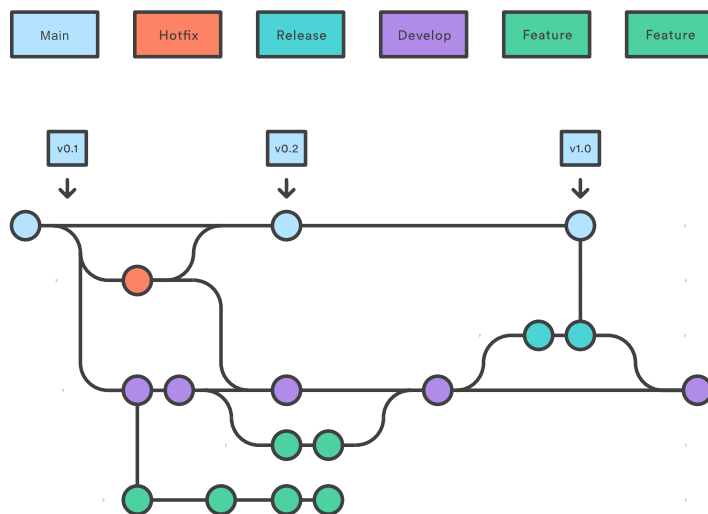 Main
Hotfix
Release
Develop
Feature
Feature
v0.1
v0.2
v1.0